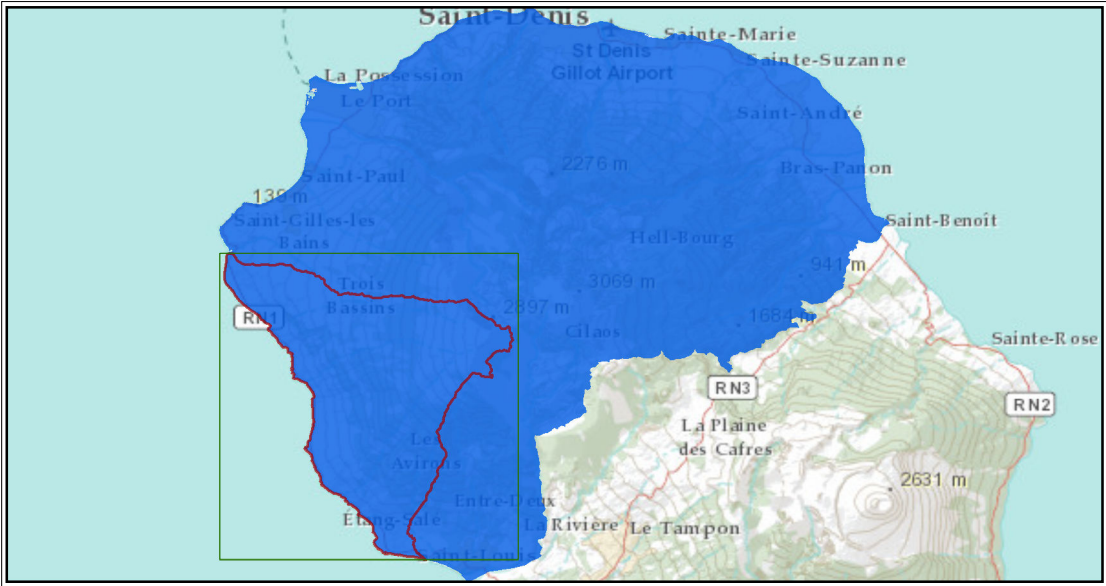 Saint-Denis
Sainte-Marie
St Denis
Gillot Airport
Sainte-Suzanne
La Possession
Le Port
Saint-André
2276 m
Bras-Panon
Saint-Paul
139 m
Saint-Gilles-les
Bains
Saint-Benoît
Hell-Bourg
941 m
3069 m
Trois
Bassins
2897 m
RN1
1684 m
Cilaos
Sainte-Rose
RN3
RN2
La Plaine
des Cafres
Les
Avirons
2631 m
Entre-Deux
Étang-Salé
La Rivière
Le Tampon
Saint-Louis